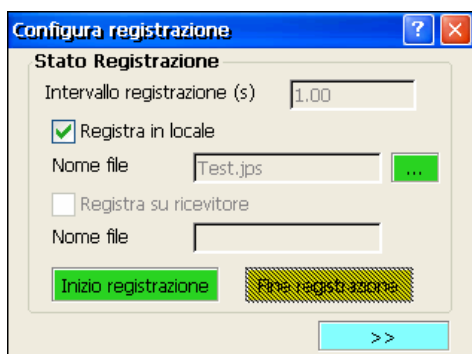 Configura registrazione ?
Stato Registrazione
Intervallo registrazione (s) 1.00
Registra in locale
Nome file Test.jps ...
Registra su ricevitore
Nome file
Inizio registrazione Fine registrazione
>>